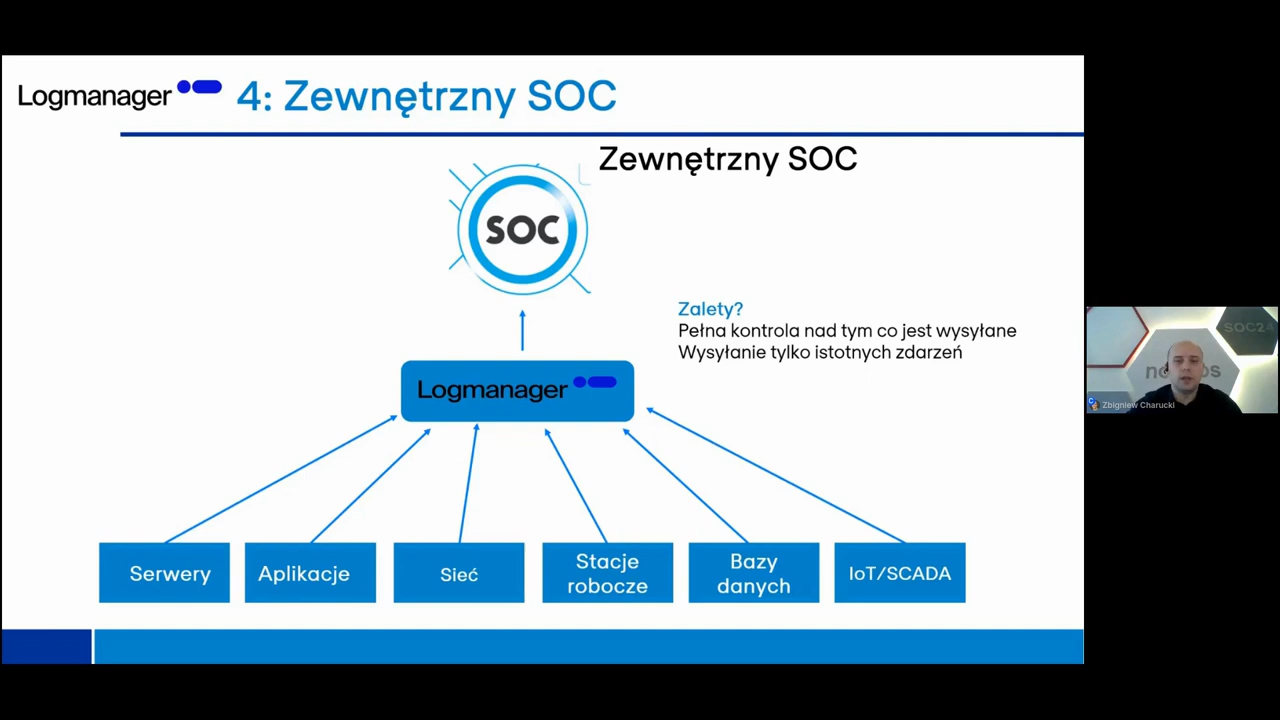 Logmanager
4: Zewnętrzny SOC
Zewnętrzny SOC
SOC
Zalety?
Pełna kontrola nad tym co jest wysyłane
Wysyłanie tylko istotnych zdarzeń
Logmanager
Serwery
Aplikacje
Sieć
Stacje
robocze
Bazy
danych
IoT/SCADA
SOC24
Zbigniew Charucki